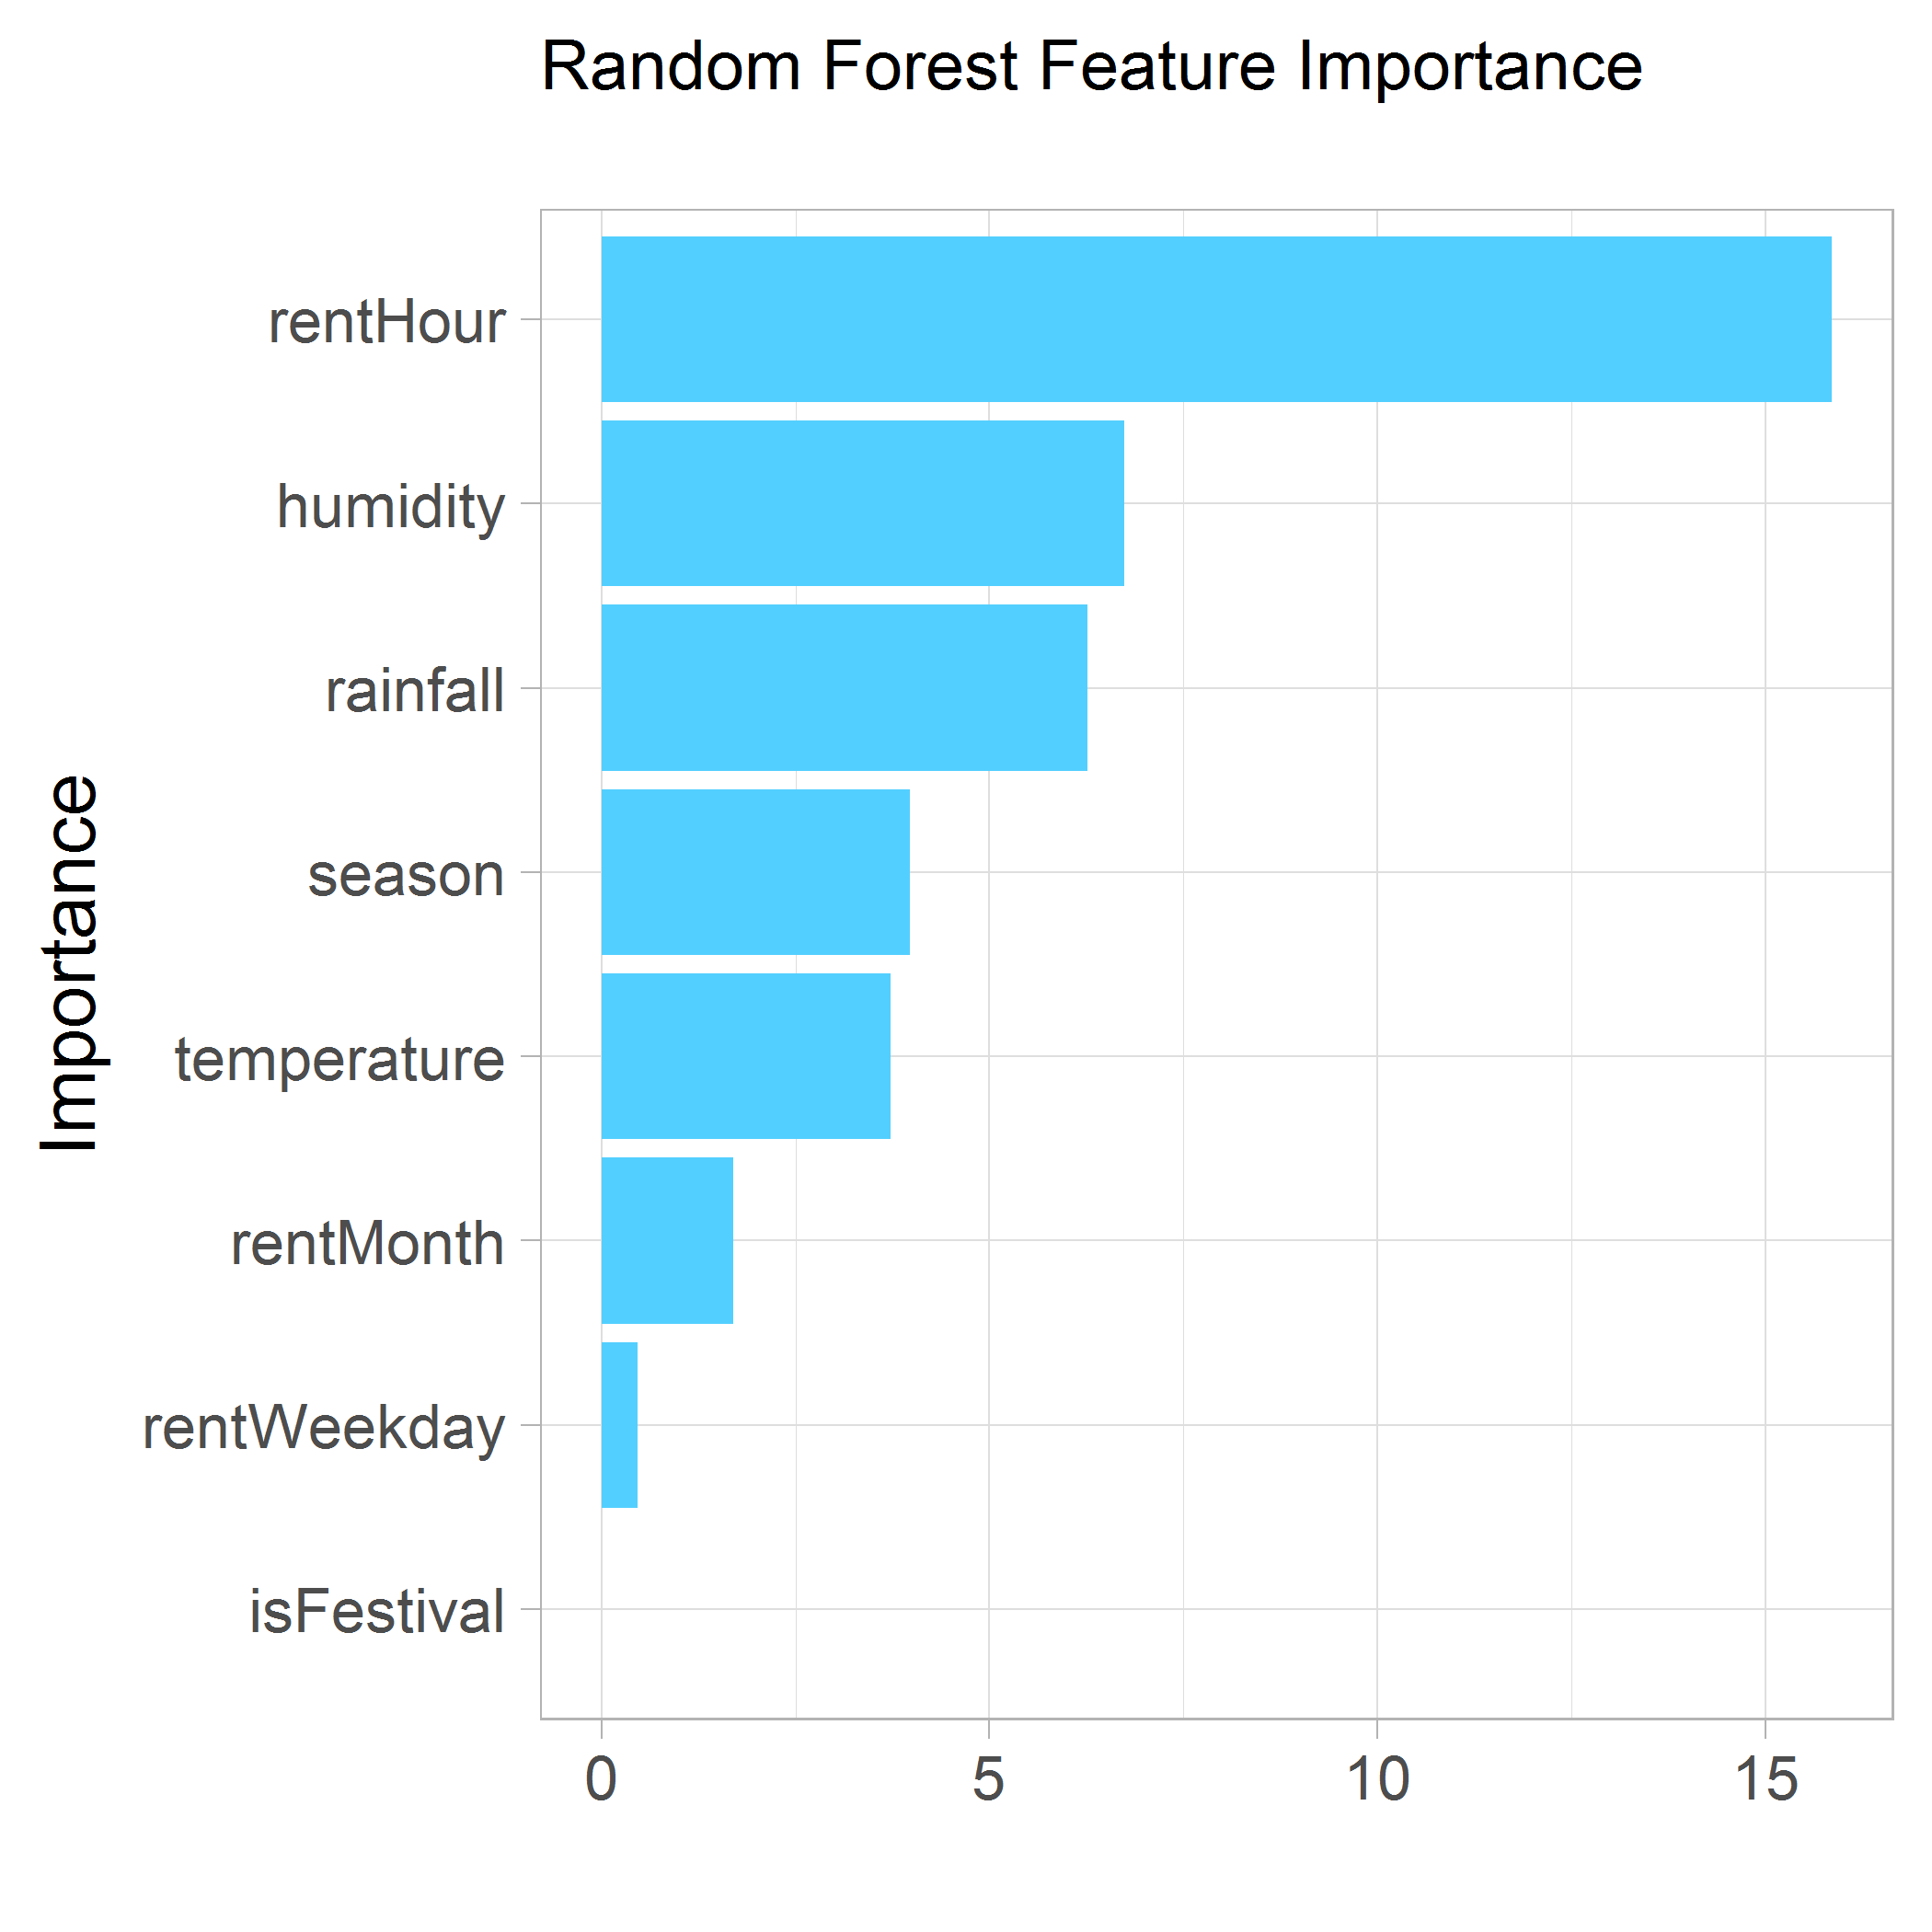 Random Forest Feature Importance
Importance
rentHour
humidity
rainfall
season
temperature
rentMonth
rentWeekday
isFestival
0 5 10 15